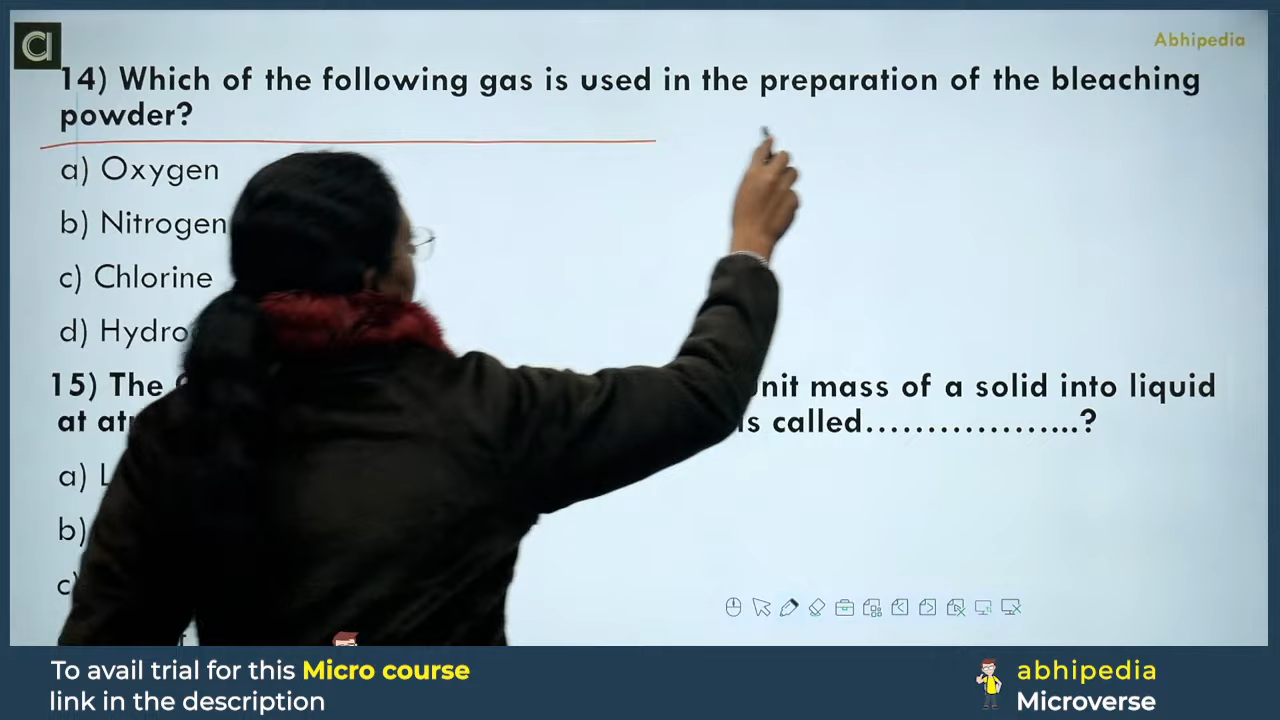 Abhipedia
14) Which of the following gas is used in the preparation of the bleaching
powder?
a) Oxygen
b) Nitrogen
c) Chlorine
d) Hydro
15) The unit mass of a solid into liquid
at is called………………...?
a) L
b)
c)
To avail trial for this Micro course
link in the description
abhipedia
Microverse